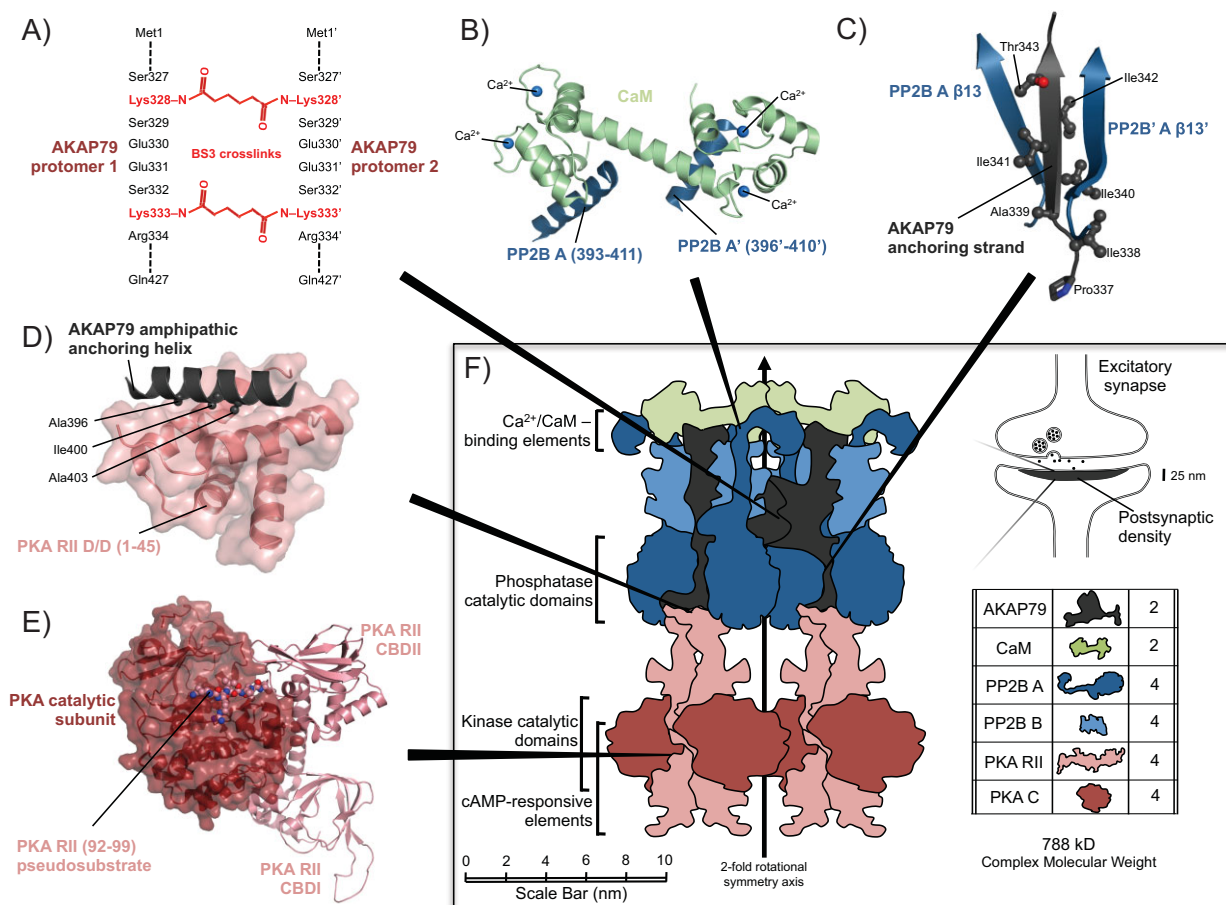 A)
Met1
Met1'
Ser327
Ser327'
Lys328–N
O
O
N–Lys328'
Ser329
Ser329'
AKAP79
protomer 1
Glu330
Glu330'
BS3 crosslinks
AKAP79
protomer 2
Glu331
Glu331'
Ser332
Ser332'
Lys333–N
O
O
N–Lys333'
Arg334
Arg334'
Gln427
Gln427'
B)
Ca2+
CaM
Ca2+
Ca2+
Ca2+
PP2B A (393-411)
PP2B A' (396'-410')
C)
Thr343
Ile342
PP2B A β13
PP2B' A β13'
Ile341
Ile340
Ala339
AKAP79
anchoring strand
Ile338
Pro337
D)
AKAP79 amphipathic
anchoring helix
Ala396
Ile400
Ala403
PKA RII D/D (1-45)
E)
PKA RII
CBDII
PKA catalytic
subunit
PKA RII (92-99)
pseudosubstrate
PKA RII
CBDI
F)
Ca2+/CaM –
binding elements
Phosphatase
catalytic domains
Kinase catalytic
domains
cAMP-responsive
elements
0 2 4 6 8 10
Scale Bar (nm)
2-fold rotational
symmetry axis
Excitatory
synapse
25 nm
Postsynaptic
density
AKAP79 2
CaM 2
PP2B A 4
PP2B B 4
PKA RII 4
PKA C 4
788 kD
Complex Molecular Weight